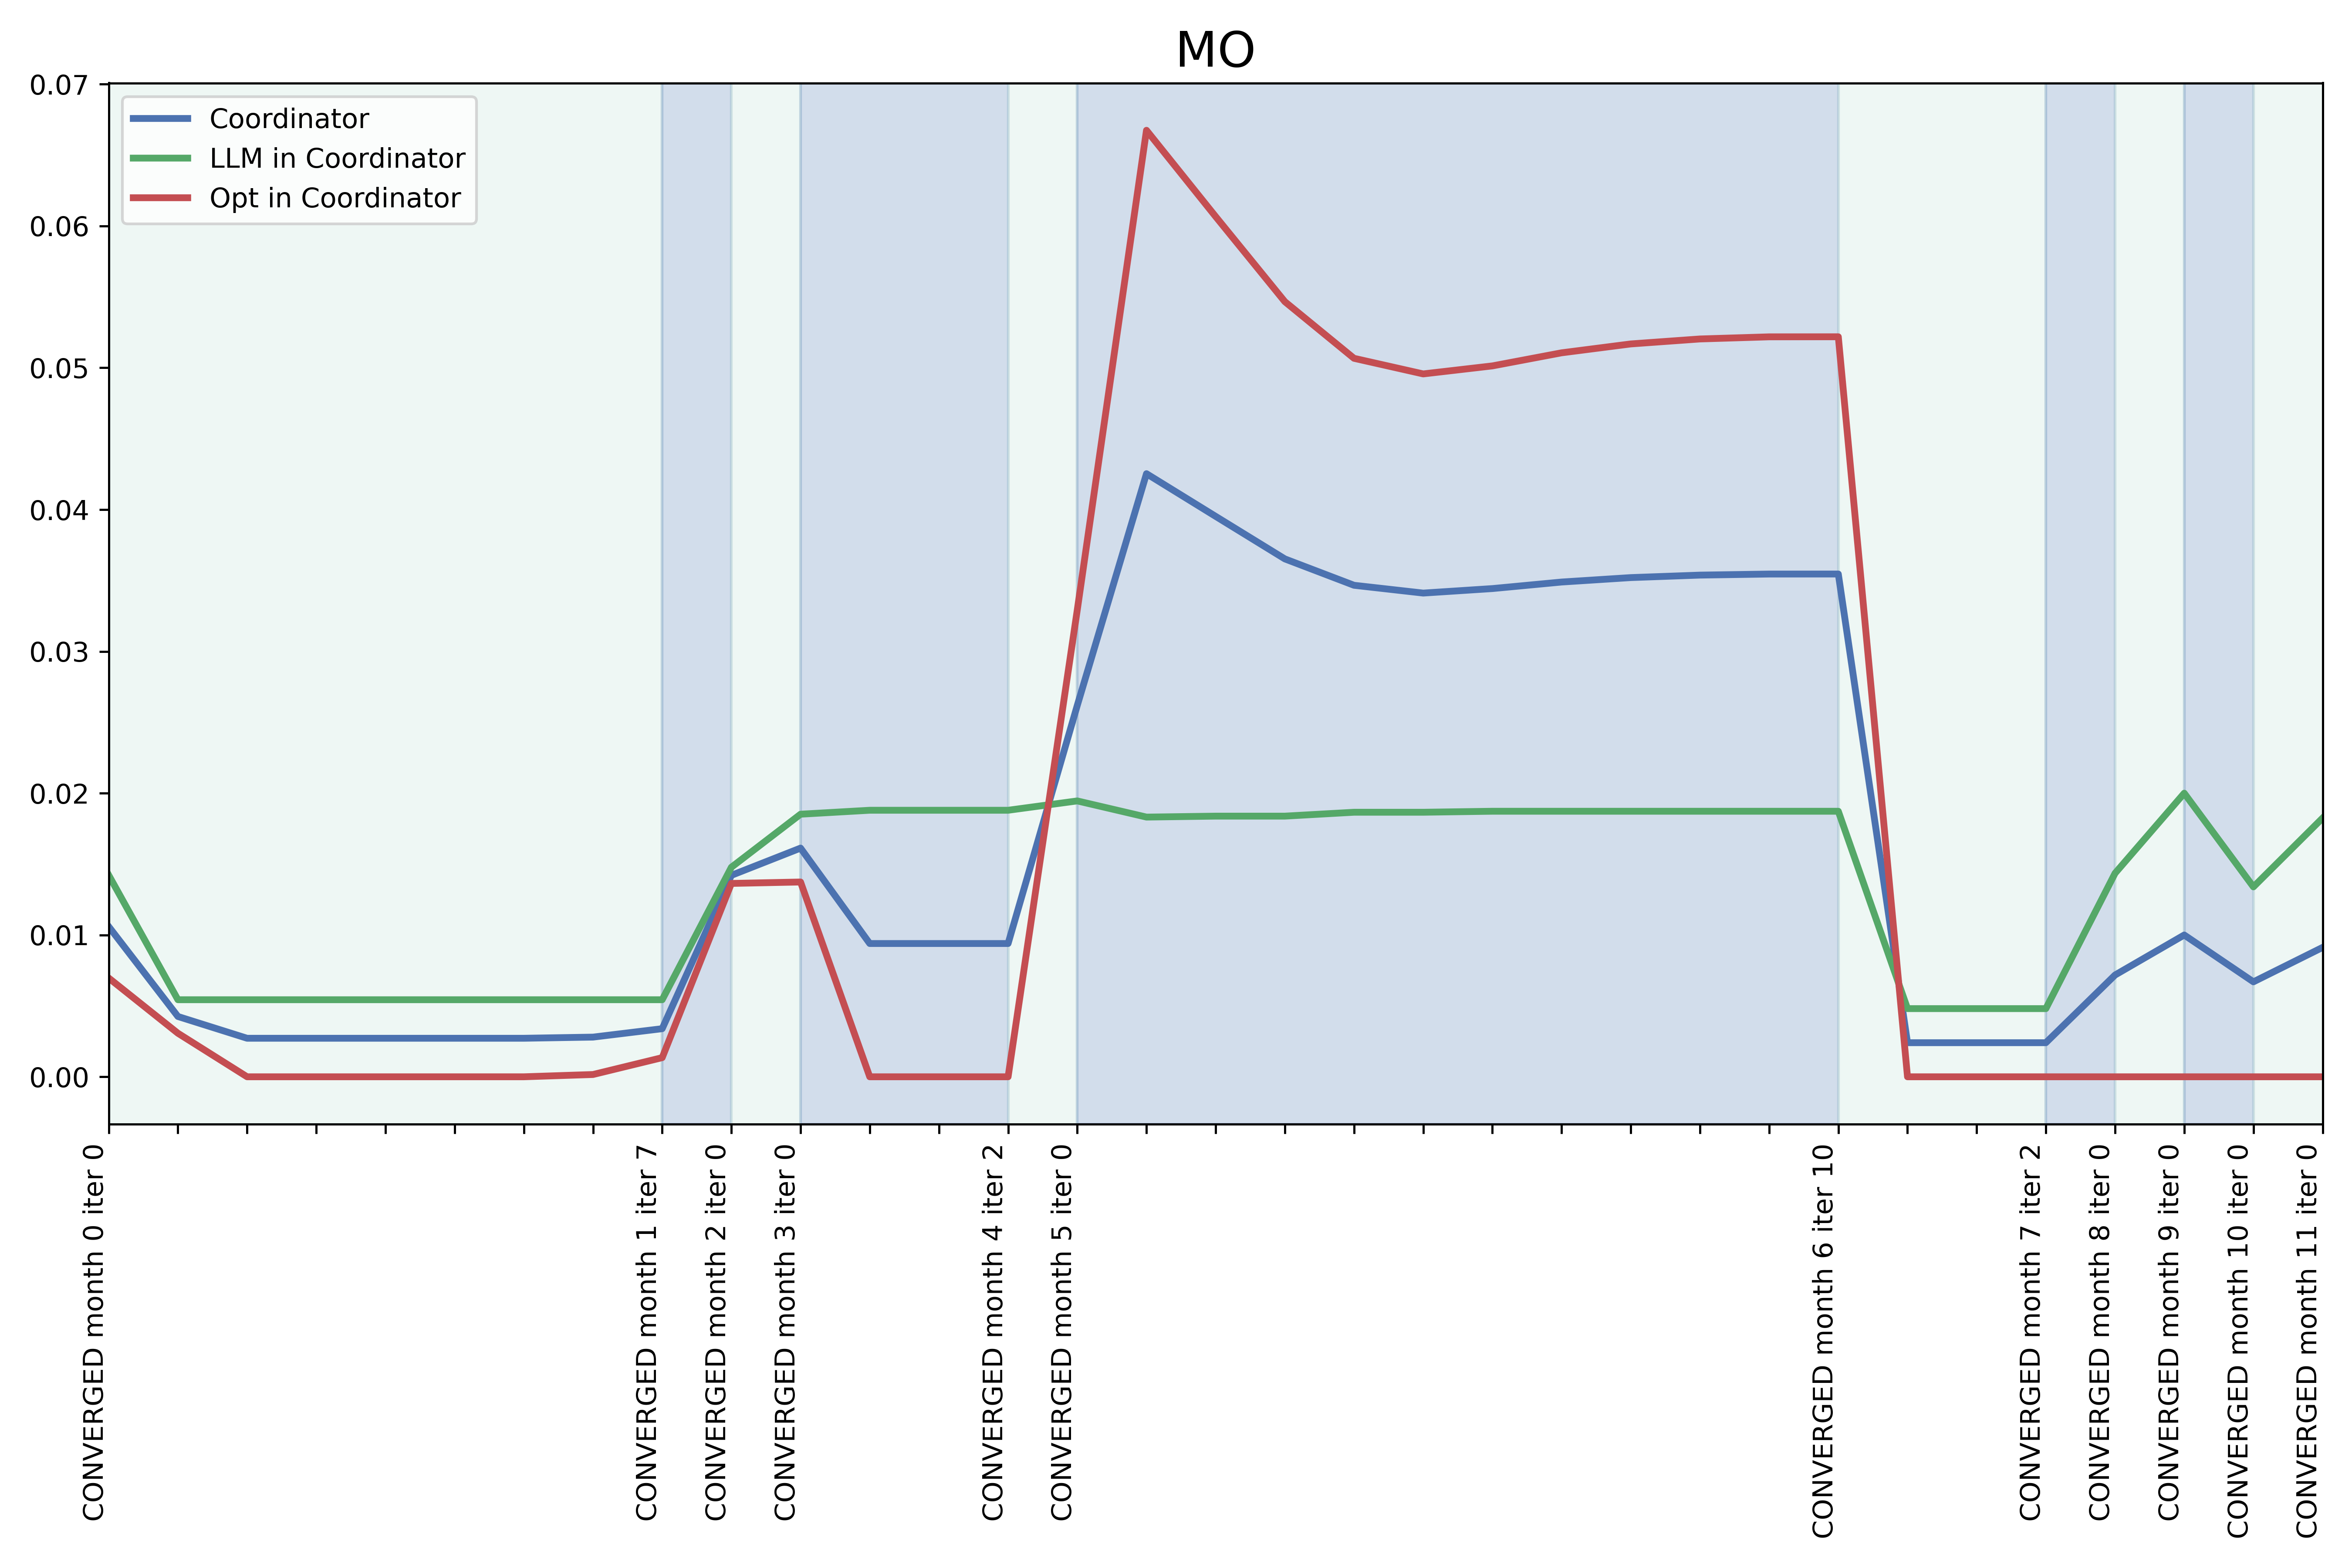 MO
0.07
0.06
0.05
0.04
0.03
0.02
0.01
0.00
Coordinator
LLM in Coordinator
Opt in Coordinator
CONVERGED month 0 iter 0
CONVERGED month 1 iter 7
CONVERGED month 2 iter 0
CONVERGED month 3 iter 0
CONVERGED month 4 iter 2
CONVERGED month 5 iter 0
CONVERGED month 6 iter 10
CONVERGED month 7 iter 2
CONVERGED month 8 iter 0
CONVERGED month 9 iter 0
CONVERGED month 10 iter 0
CONVERGED month 11 iter 0